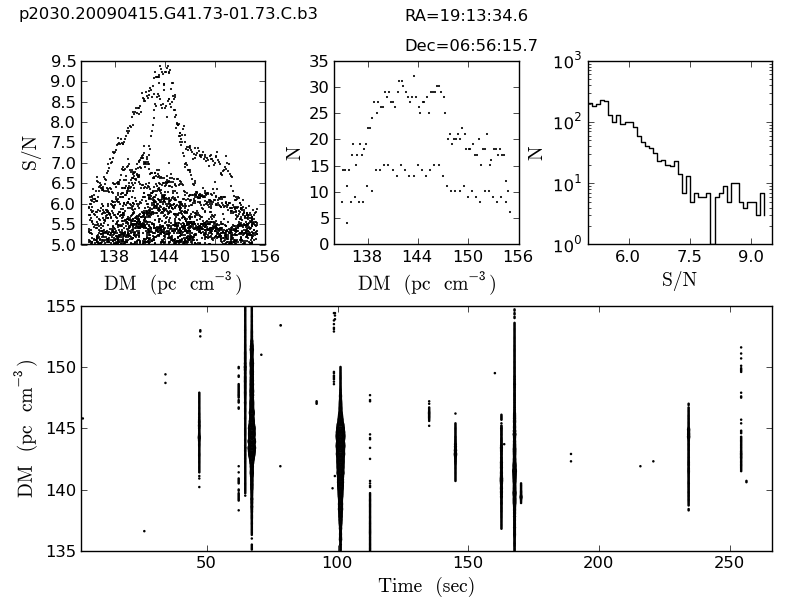 p2030.20090415.G41.73-01.73.C.b3
RA=19:13:34.6
Dec=06:56:15.7
9.5
9.0
8.5
8.0
7.5
7.0
6.5
6.0
5.5
5.0
S/N
138 144 150 156
DM (pc cm⁻³)
35
30
25
20
15
10
5
0
N
138 144 150 156
DM (pc cm⁻³)
10³
10²
10¹
10⁰
N
6.0 7.5 9.0
S/N
155
150
145
140
135
DM (pc cm⁻³)
50 100 150 200 250
Time (sec)